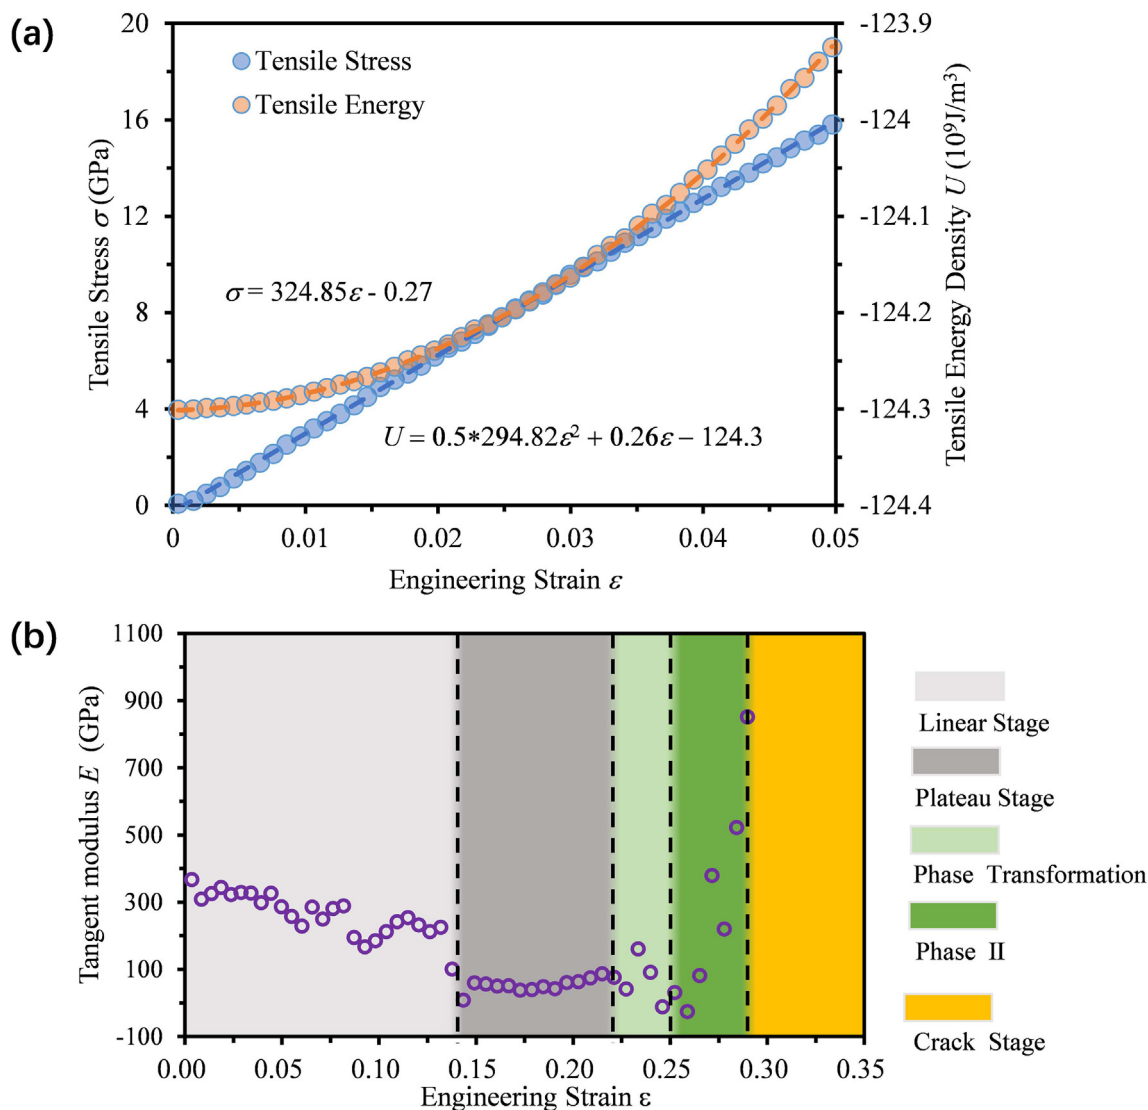 (a)
20
16
12
8
4
0
Tensile Stress σ (GPa)
Tensile Stress
Tensile Energy
σ = 324.85ε - 0.27
U = 0.5*294.82ε² + 0.26ε − 124.3
-123.9
-124
-124.1
-124.2
-124.3
-124.4
Tensile Energy Density U (10⁹J/m³)
0 0.01 0.02 0.03 0.04 0.05
Engineering Strain ε
(b)
1100
900
700
500
300
100
-100
Tangent modulus E (GPa)
0.00 0.05 0.10 0.15 0.20 0.25 0.30 0.35
Engineering Strain ε
Linear Stage
Plateau Stage
Phase Transformation
Phase II
Crack Stage